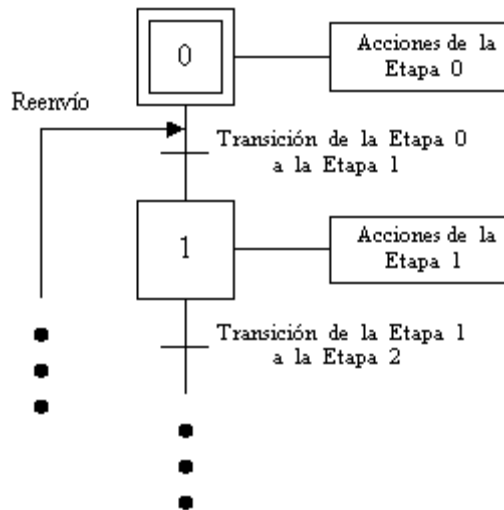 0
Acciones de la
Etapa 0
Reenvío
Transición de la Etapa 0
a la Etapa 1
1
Acciones de la
Etapa 1
Transición de la Etapa 1
a la Etapa 2